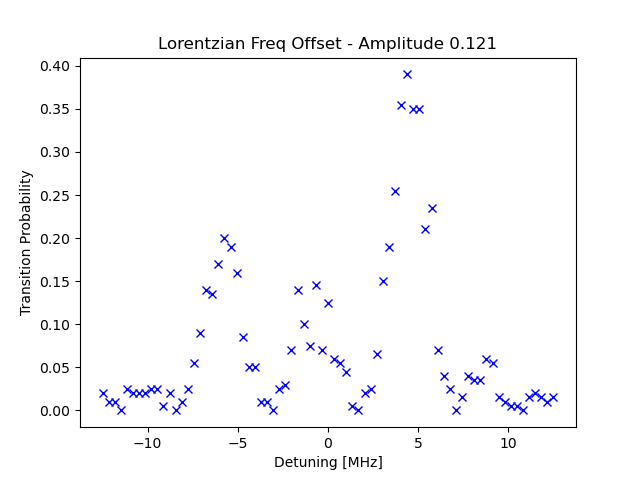 Lorentzian Freq Offset - Amplitude 0.121
0.40
0.35
0.30
0.25
0.20
0.15
0.10
0.05
0.00
Transition Probability
−10 −5 0 5 10
Detuning [MHz]